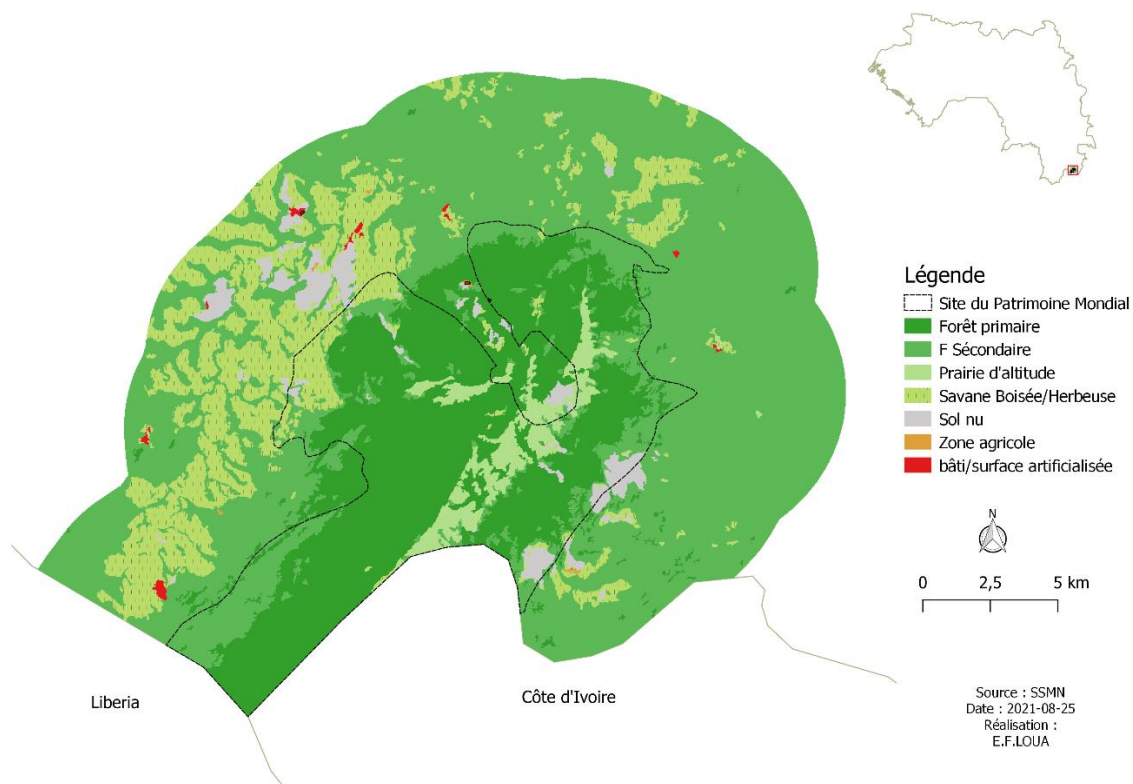 Légende
Site du Patrimoine Mondial
Forêt primaire
F Sécondaire
Prairie d'altitude
Savane Boisée/Herbeuse
Sol nu
Zone agricole
bâti/surface artificialisée
N
0 2,5 5 km
Liberia
Côte d'Ivoire
Source : SSMN
Date : 2021-08-25
Réalisation :
E.F.LOUA